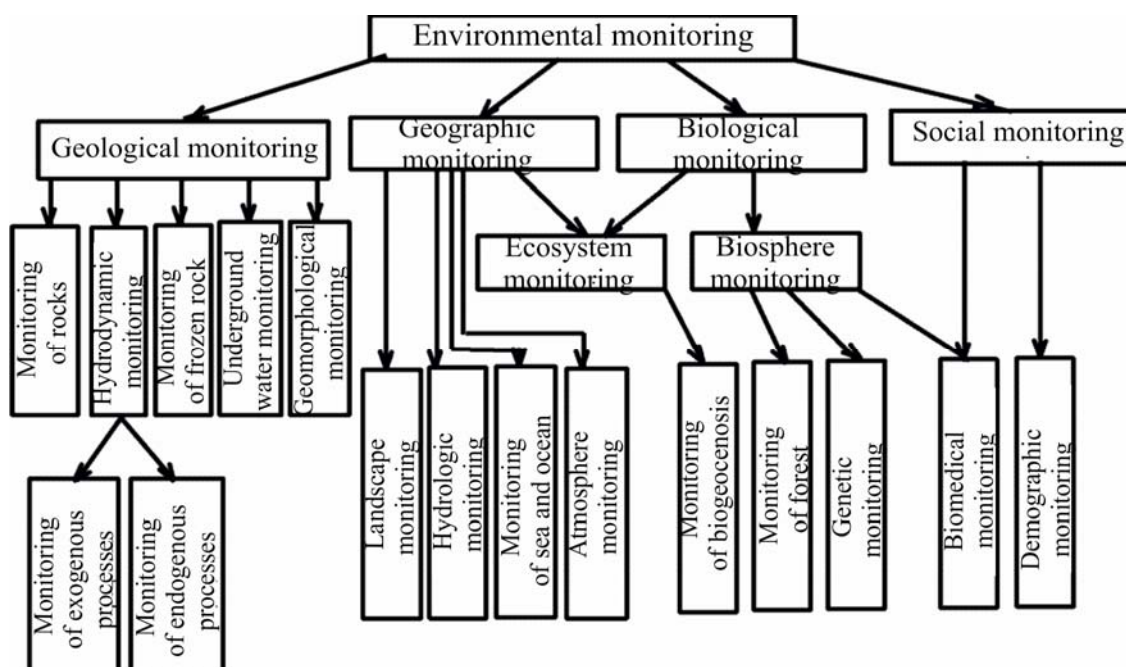 Environmental monitoring
Geological monitoring
Geographic
monitoring
Biological
monitoring
Social monitoring
Ecosystem
monitoring
Biosphere
monitoring
Monitoring
of rocks
Hydrodynamic
monitoring
Monitoring
of frozen rock
Underground
water monitoring
Geomorphological
monitoring
Landscape
monitoring
Hydrologic
monitoring
Monitoring
of sea and ocean
Atmosphere
monitoring
Monitoring
of biogeocenosis
Monitoring
of forest
Genetic
monitoring
Biomedical
monitoring
Demographic
monitoring
Monitoring
of exogenous
processes
Monitoring
of endogenous
processes